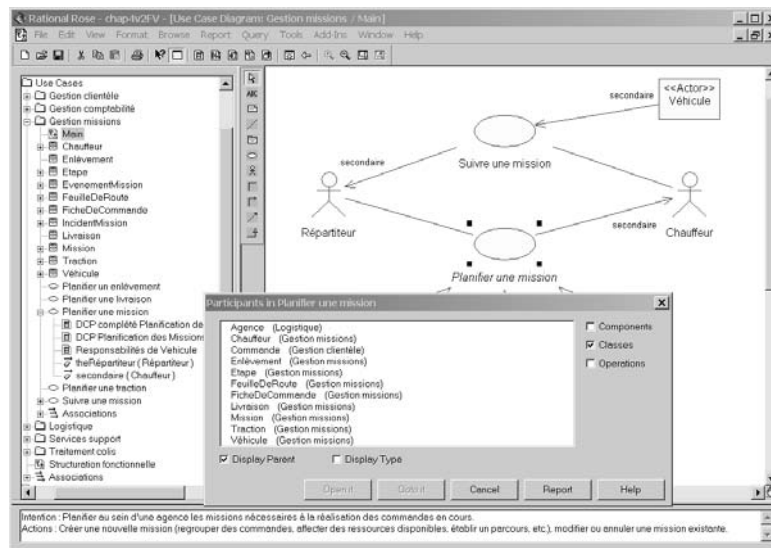 Rational Rose - chap-tv2FV - [Use Case Diagram: Gestion missions / Main]
File Edit View Format Browse Report Query Tools Add-Ins Window Help
Use Cases
Gestion clientèle
Gestion comptabilité
Gestion missions
Main
Chauffeur
Enlèvement
Etape
EvenementMission
FeuilleDeRoute
FicheDeCommande
IncidentMission
Livraison
Mission
Traction
Véhicule
Planifier un enlèvement
Planifier une livraison
Planifier une mission
DCP complété Planification de
DCP Planification des Missions
Responsabilités de Vehicule
theRépartiteur ( Répartiteur )
secondaire ( Chauffeur )
Planifier une traction
Suivre une mission
Associations
Logistique
Services support
Traitement colis
Structuration fonctionnelle
Associations
ABC
<<Actor>>
Véhicule
secondaire
Suivre une mission
secondaire
Répartiteur
secondaire
Chauffeur
Planifier une mission
Participants in Planifier une mission
Agence (Logistique)
Chauffeur (Gestion missions)
Commande (Gestion clientèle)
Enlèvement (Gestion missions)
Etape (Gestion missions)
FeuilleDeRoute (Gestion missions)
FicheDeCommande (Gestion missions)
Livraison (Gestion missions)
Mission (Gestion missions)
Traction (Gestion missions)
Véhicule (Gestion missions)
Components
Classes
Operations
Display Parent
Display Type
Open it
Goto it
Cancel
Report
Help
Intention : Planifier au sein d'une agence les missions nécessaires à la réalisation des commandes en cours.
Actions : Créer une nouvelle mission (regrouper des commandes, affecter des ressources disponibles, établir un parcours, etc.), modifier ou annuler une mission existante.